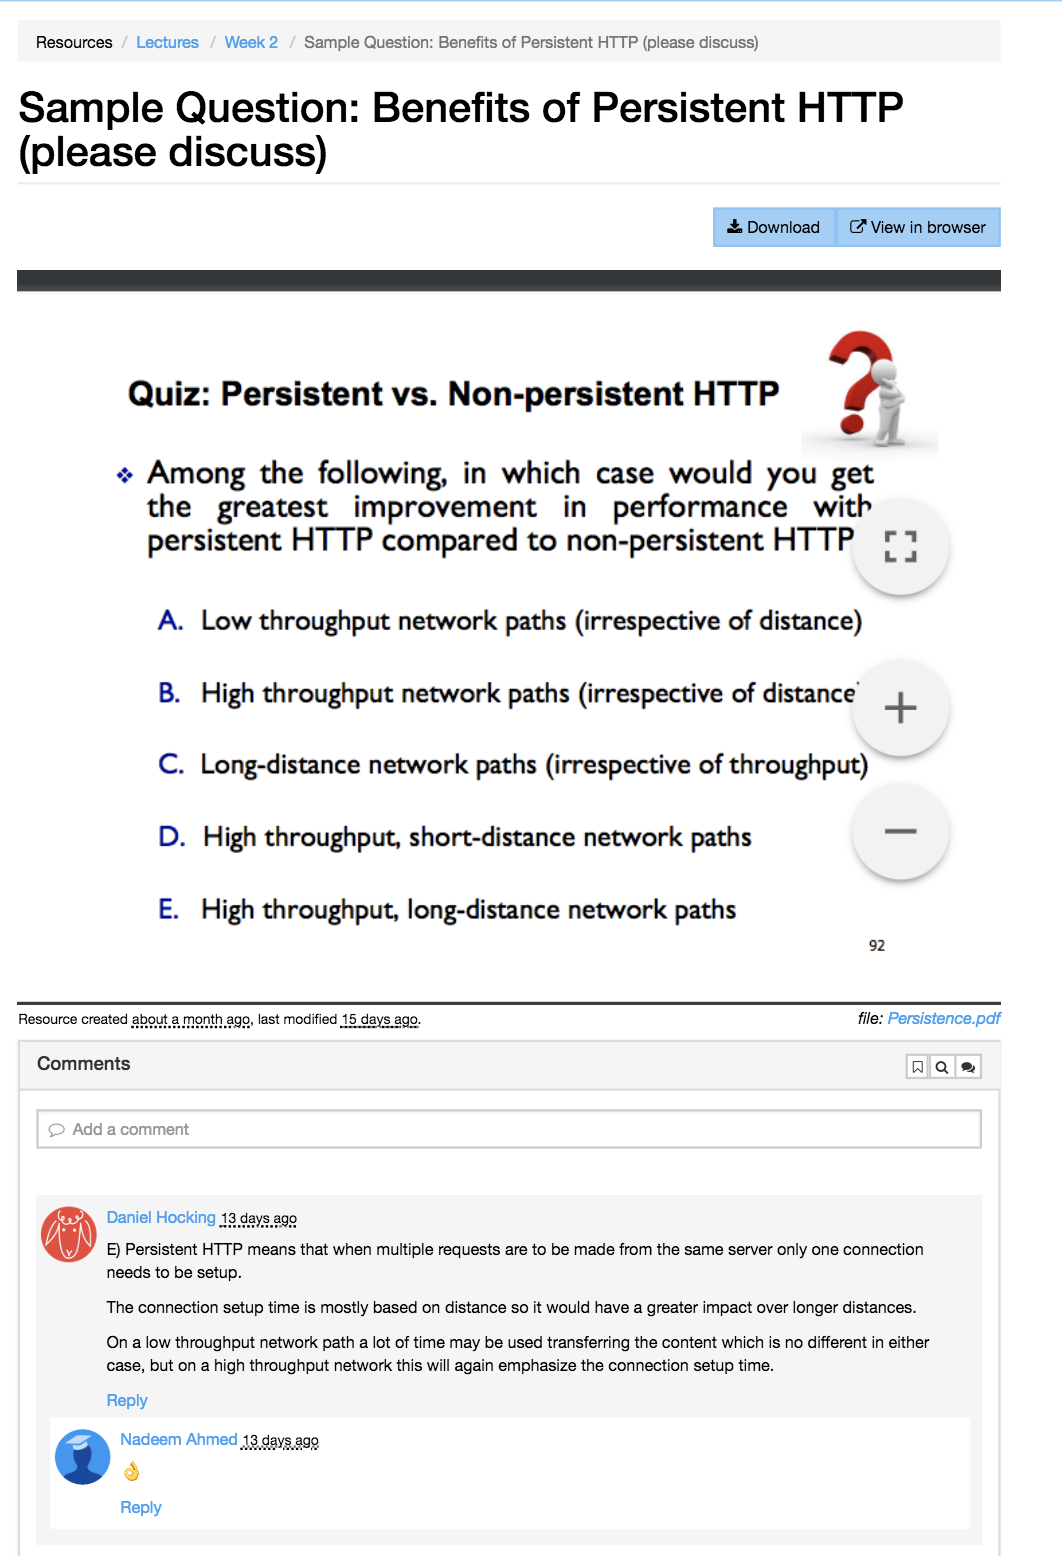 Resources / Lectures / Week 2 / Sample Question: Benefits of Persistent HTTP (please discuss)
Sample Question: Benefits of Persistent HTTP
(please discuss)
Download View in browser
Quiz: Persistent vs. Non-persistent HTTP
Among the following, in which case would you get
the greatest improvement in performance with
persistent HTTP compared to non-persistent HTTP
A. Low throughput network paths (irrespective of distance)
B. High throughput network paths (irrespective of distance
C. Long-distance network paths (irrespective of throughput)
D. High throughput, short-distance network paths
E. High throughput, long-distance network paths
92
Resource created about a month ago, last modified 15 days ago.
file: Persistence.pdf
Comments
Add a comment
Daniel Hocking 13 days ago
E) Persistent HTTP means that when multiple requests are to be made from the same server only one connection
needs to be setup.
The connection setup time is mostly based on distance so it would have a greater impact over longer distances.
On a low throughput network path a lot of time may be used transferring the content which is no different in either
case, but on a high throughput network this will again emphasize the connection setup time.
Reply
Nadeem Ahmed 13 days ago
👌
Reply